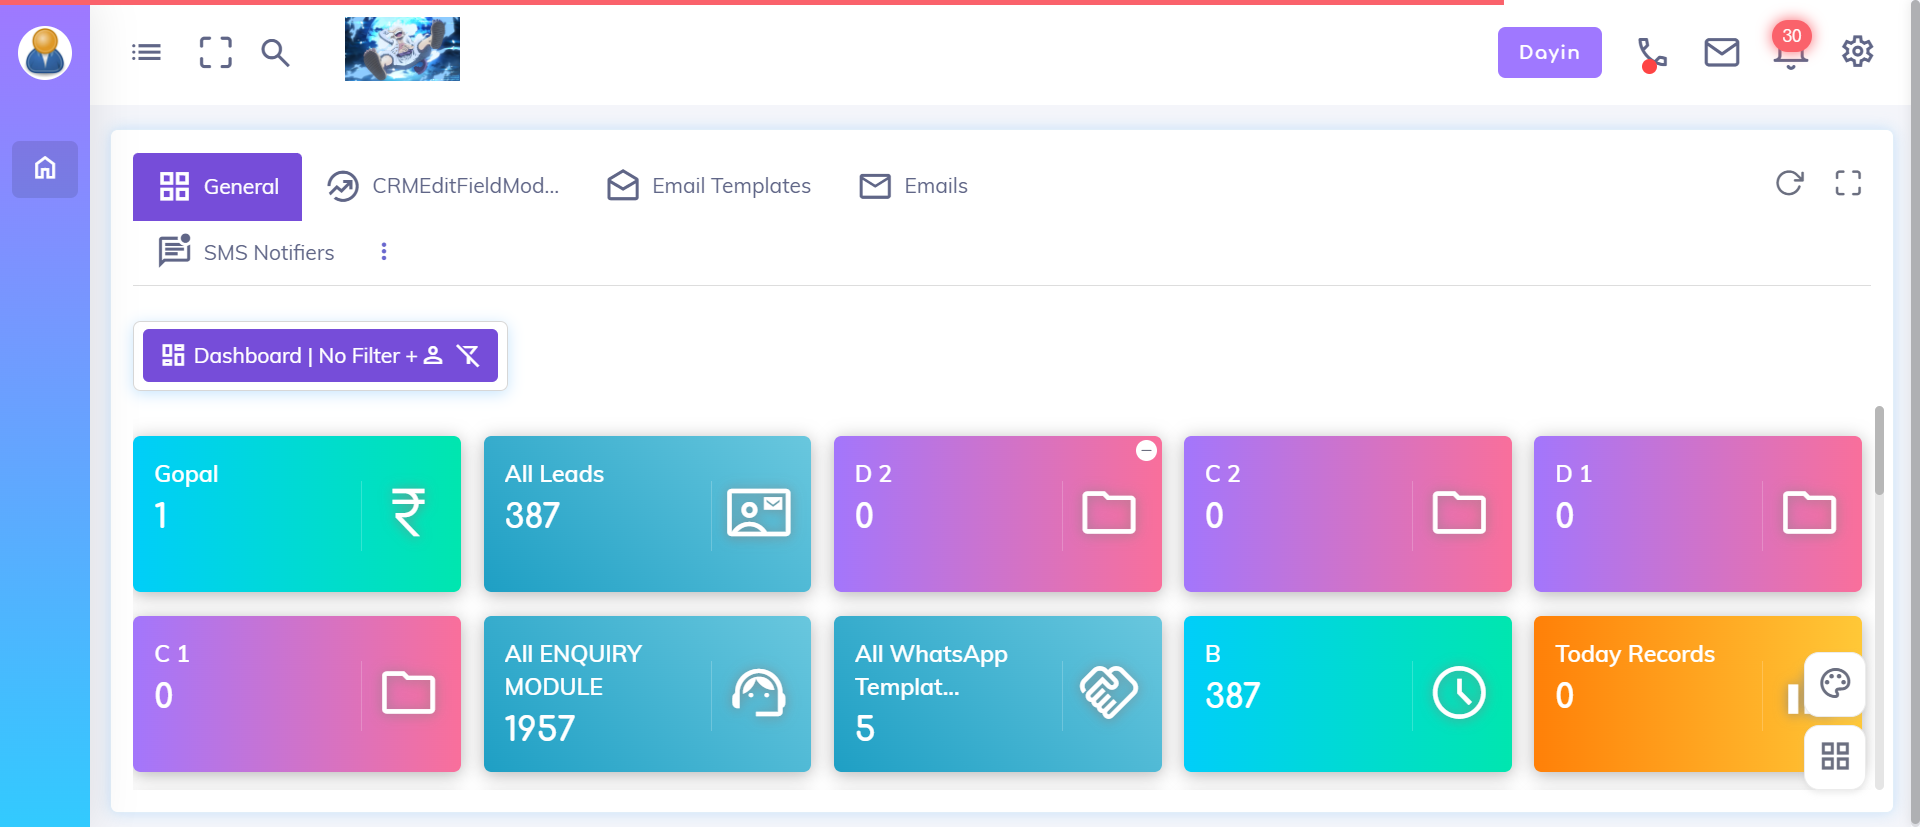 Dayin
30
General
CRMEditFieldMod...
Email Templates
Emails
SMS Notifiers
Dashboard | No Filter +
Gopal
1
All Leads
387
D 2
0
C 2
0
D 1
0
C 1
0
All ENQUIRY
MODULE
1957
All WhatsApp
Templat...
5
B
387
Today Records
0